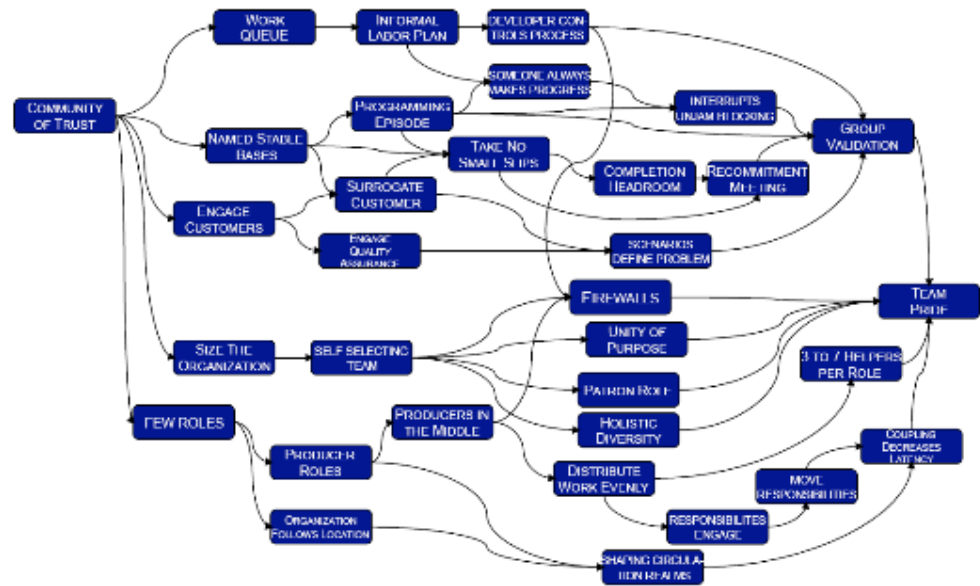 WORK
QUEUE
INFORMAL
LABOR PLAN
DEVELOPER CON-
TROLS PROCESS
SOMEONE ALWAYS
MAKES PROGRESS
COMMUNITY
OF TRUST
PROGRAMMING
EPISODE
INTERRUPTS
UNJAM BLOCKING
NAMED STABLE
BASES
TAKE NO
SMALL SLIPS
GROUP
VALIDATION
COMPLETION
HEADROOM
RECOMMITMENT
MEETING
SURROGATE
CUSTOMER
ENGAGE
CUSTOMERS
ENGAGE
QUALITY
ASSURANCE
SCENARIOS
DEFINE PROBLEM
FIREWALLS
TEAM
PRIDE
UNITY OF
PURPOSE
SIZE THE
ORGANIZATION
SELF SELECTING
TEAM
3 TO 7 HELPERS
PER ROLE
PATRON ROLE
FEW ROLES
PRODUCERS IN
THE MIDDLE
HOLISTIC
DIVERSITY
COUPLING
DECREASES
LATENCY
PRODUCER
ROLES
DISTRIBUTE
WORK EVENLY
MOVE
RESPONSIBILITIES
ORGANIZATION
FOLLOWS LOCATION
RESPONSIBILITES
ENGAGE
SHAPING CIRCULA-
TION REALMS